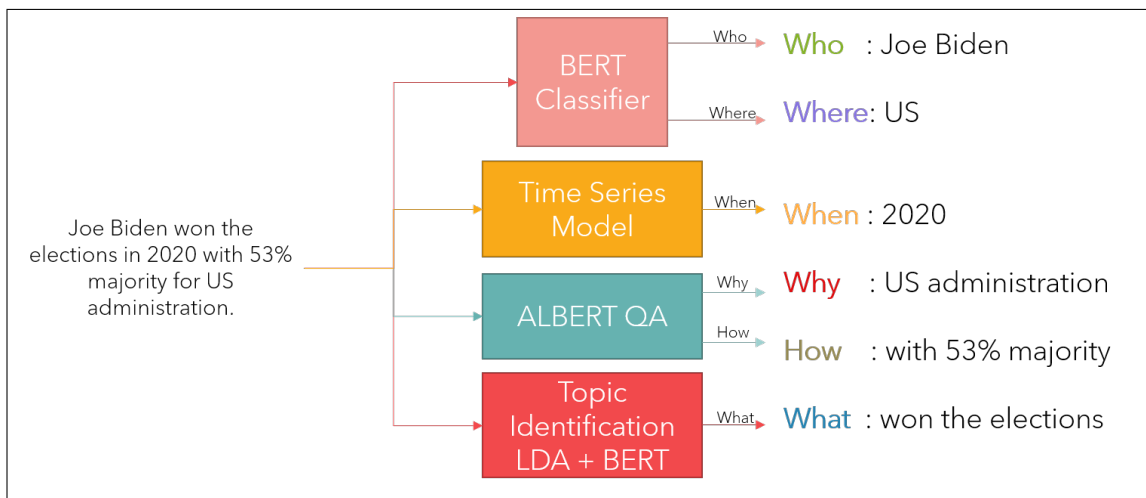 Joe Biden won the
elections in 2020 with 53%
majority for US
administration.
BERT
Classifier
Who
Where
Who : Joe Biden
Where: US
Time Series
Model
When
When : 2020
ALBERT QA
Why
How
Why : US administration
How : with 53% majority
Topic
Identification
LDA + BERT
What
What : won the elections